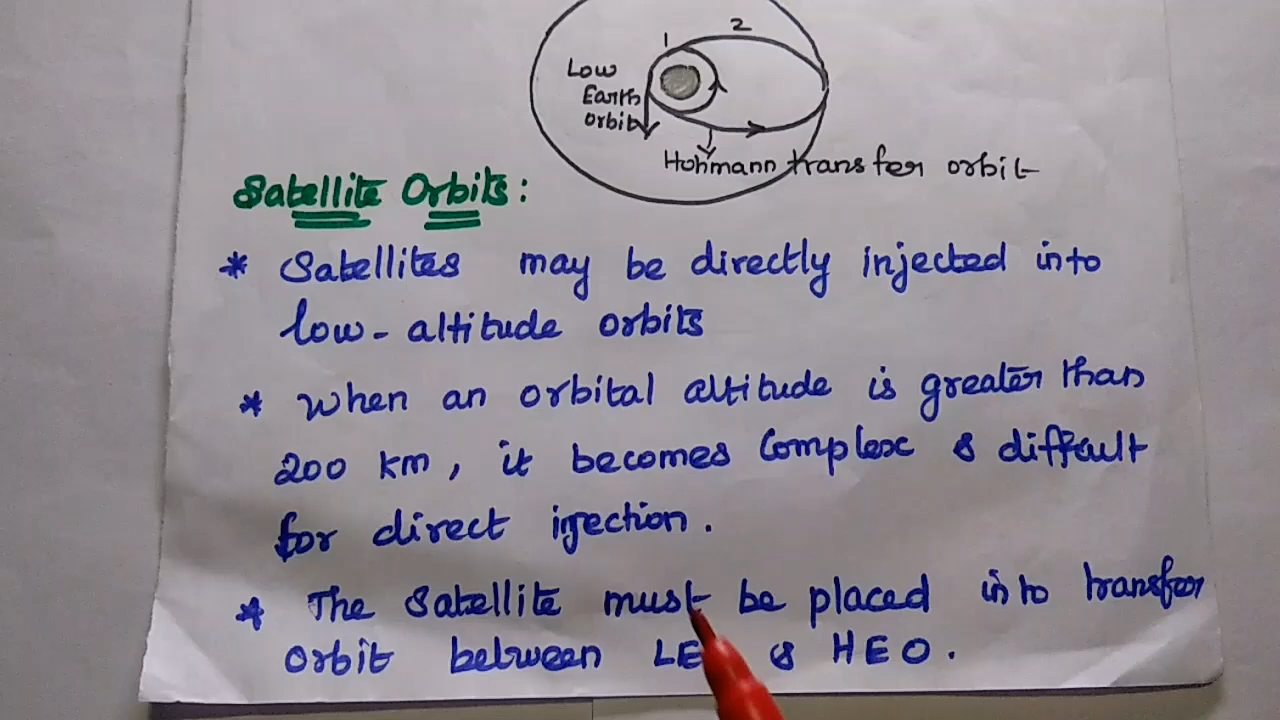 1
2
Low
Earth
Orbit
Hohmann transfer orbit
Satellite Orbits:
* Satellites may be directly injected into
low-altitude orbits
* When an orbital altitude is greater than
200 km, it becomes Complex & difficult
for direct injection.
* The Satellite must be placed into transfer
orbit between LE & HEO.